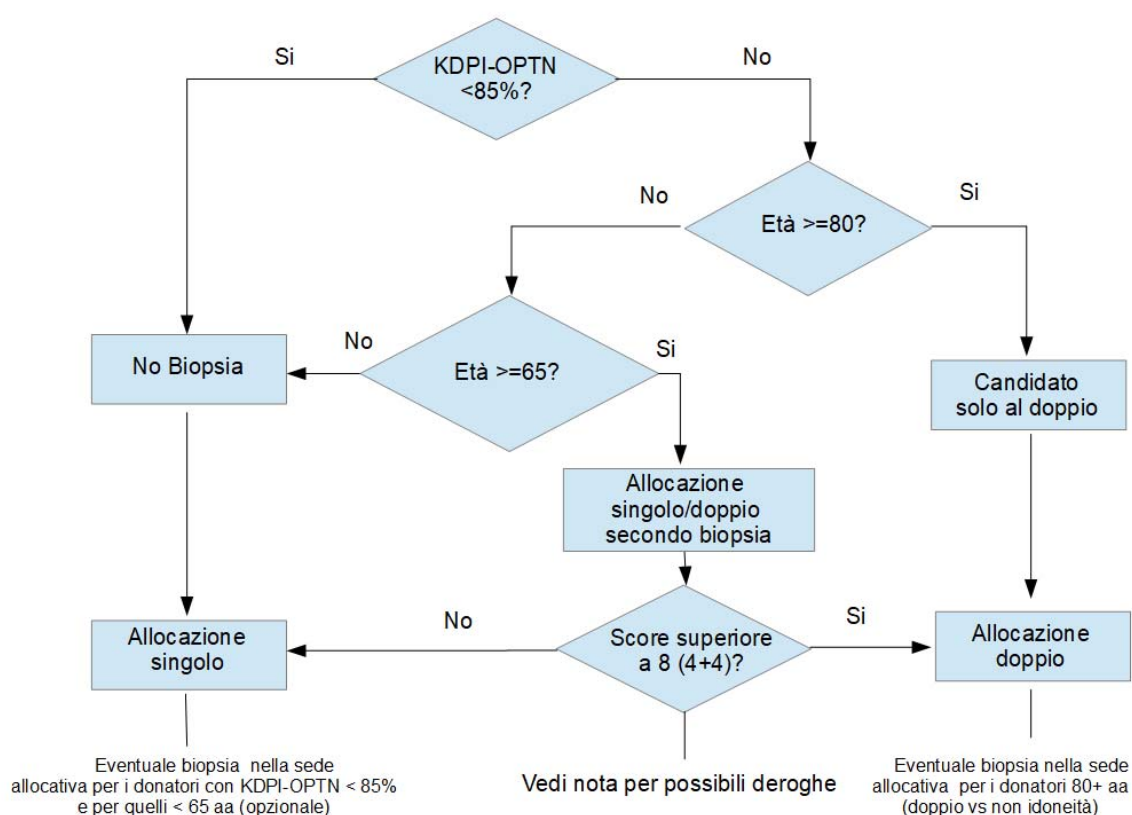 Si
KDPI-OPTN
<85%?
No
No
Età >=80?
Si
No Biopsia
No
Età >=65?
Si
Candidato
solo al doppio
Allocazione
singolo/doppio
secondo biopsia
Allocazione
singolo
No
Score superiore
a 8 (4+4)?
Si
Allocazione
doppio
Eventuale biopsia nella sede
allocativa per i donatori con KDPI-OPTN < 85%
e per quelli < 65 aa (opzionale)
Vedi nota per possibili deroghe
Eventuale biopsia nella sede
allocativa per i donatori 80+ aa
(doppio vs non idoneità)